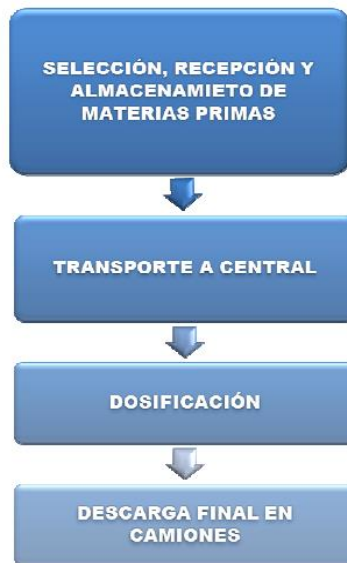 SELECCIÓN, RECEPCIÓN Y
ALMACENAMIETO DE
MATERIAS PRIMAS
TRANSPORTE A CENTRAL
DOSIFICACIÓN
DESCARGA FINAL EN
CAMIONES